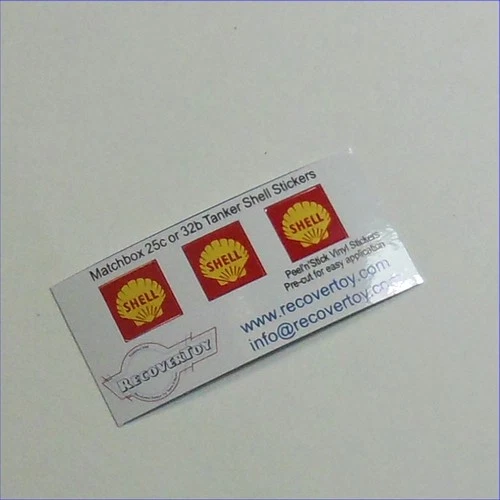 Matchbox 25c or 32b Tanker Shell Stickers
SHELL
SHELL
SHELL
Peel'n'Stick Vinyl Stickers
Pre-cut for easy application
www.recovertoy.com
info@recovertoy.com
RECOVERTOY